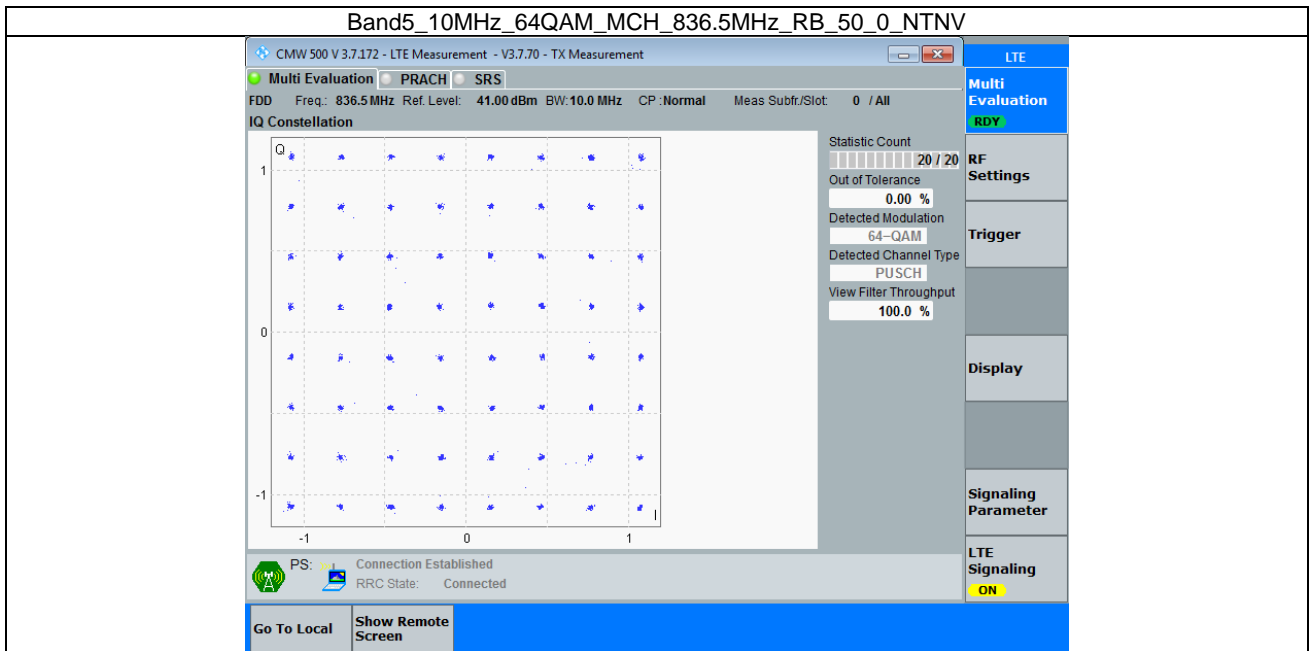 Band5_10MHz_64QAM_MCH_836.5MHz_RB_50_0_NTNV
CMW 500 V 3.7.172 - LTE Measurement - V3.7.70 - TX Measurement
LTE
Multi Evaluation PRACH SRS
Multi
Evaluation
RDY
FDD Freq.: 836.5 MHz Ref. Level: 41.00 dBm BW: 10.0 MHz CP : Normal Meas Subfr./Slot: 0 / All
IQ Constellation
Q
1
0
-1
-1 0 1
I
Statistic Count
20 / 20
Out of Tolerance
0.00 %
Detected Modulation
64-QAM
Detected Channel Type
PUSCH
View Filter Throughput
100.0 %
RF
Settings
Trigger
Display
Signaling
Parameter
LTE
Signaling
ON
PS: Connection Established
RRC State: Connected
Go To Local
Show Remote
Screen